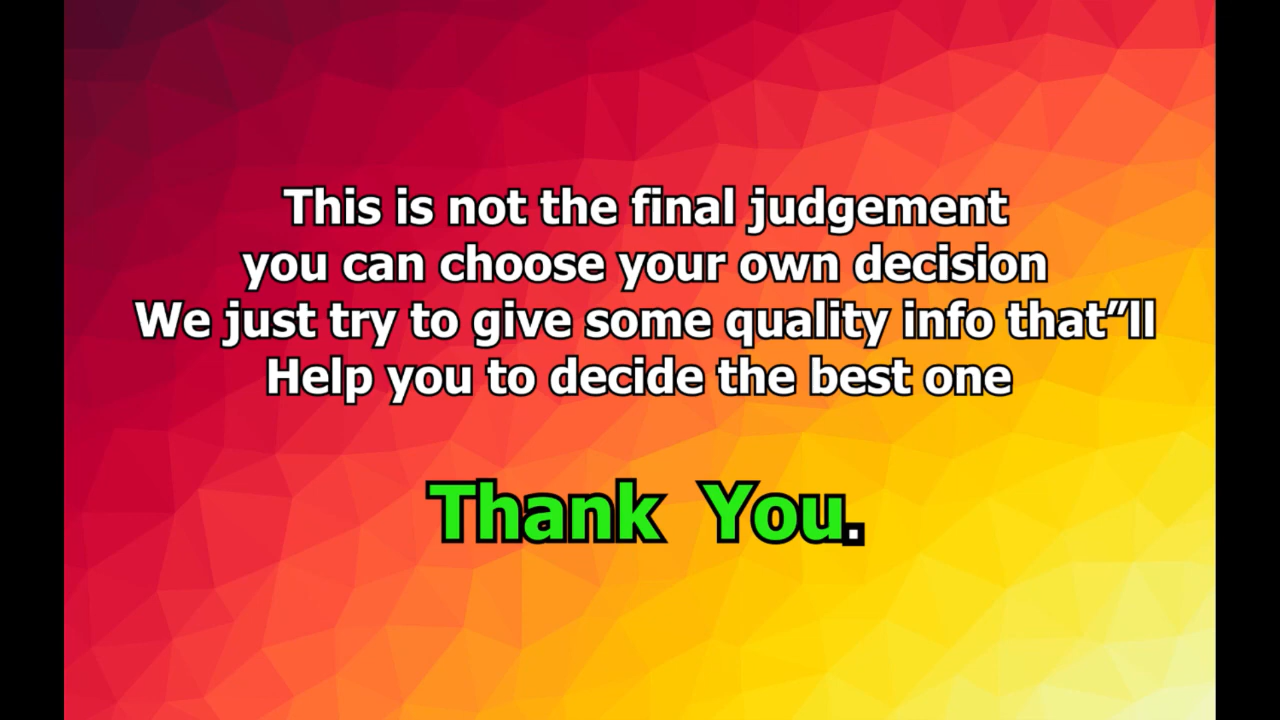 This is not the final judgement
you can choose your own decision
We just try to give some quality info that”ll
Help you to decide the best one
Thank You.